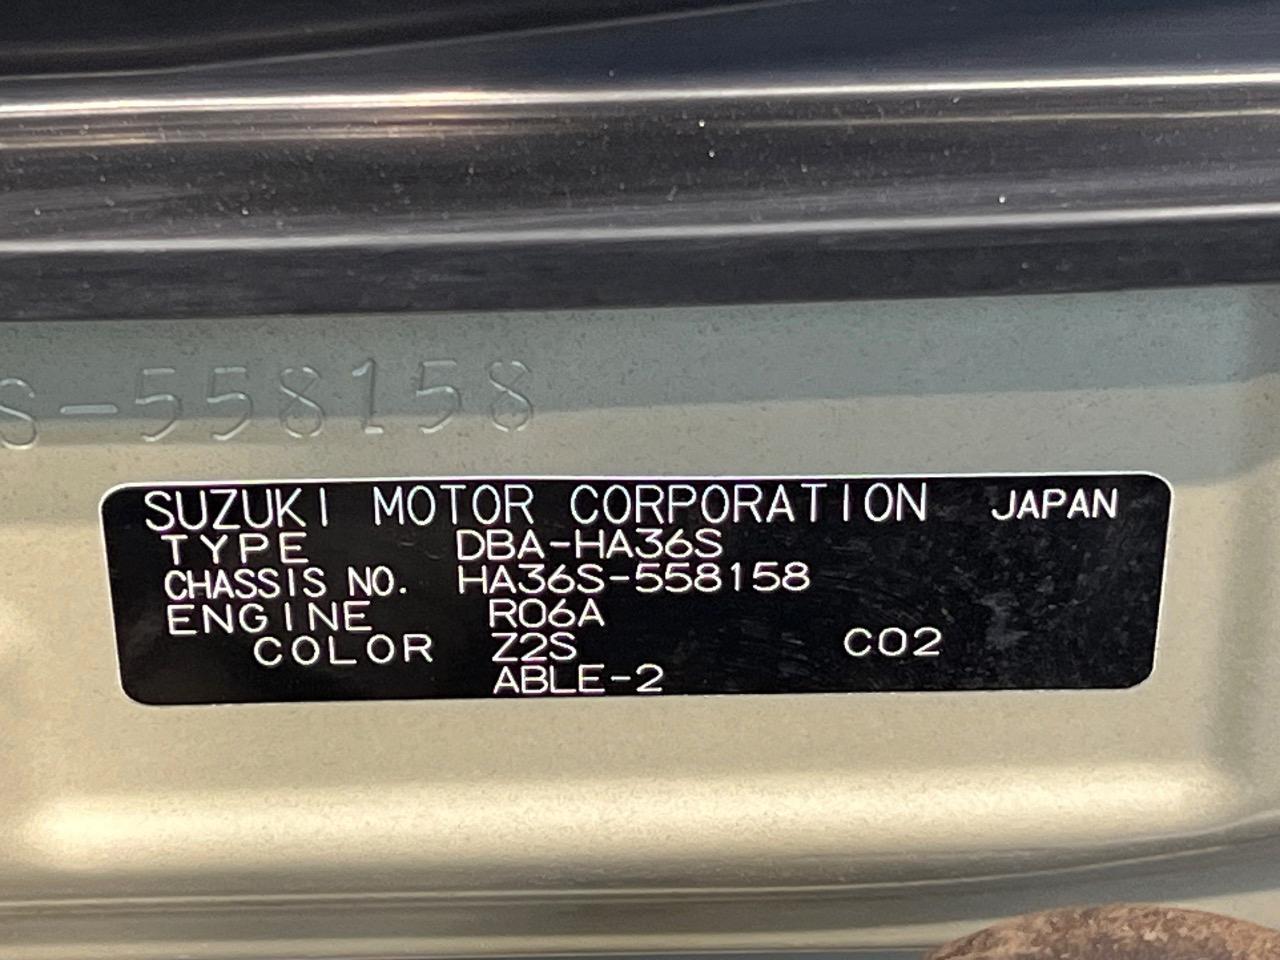 S-558158
SUZUKI MOTOR CORPORATION JAPAN
TYPE DBA-HA36S
CHASSIS NO. HA36S-558158
ENGINE R06A
COLOR Z2S C02
ABLE-2